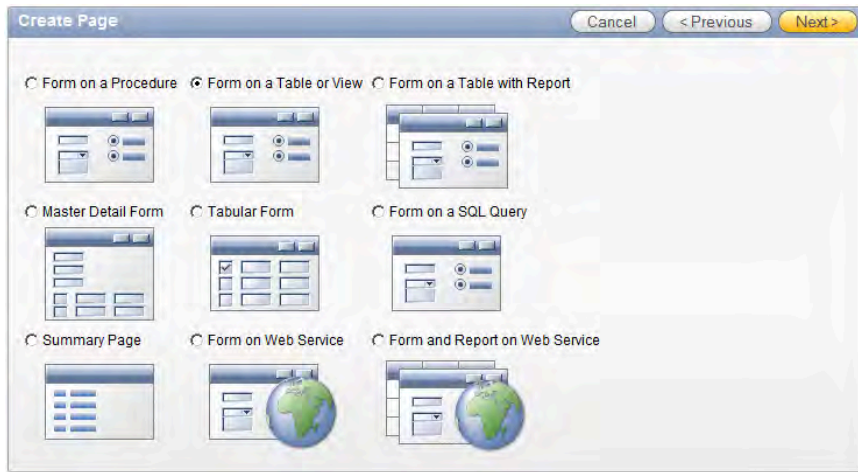 Create Page
Cancel
< Previous
Next >
Form on a Procedure
Form on a Table or View
Form on a Table with Report
Master Detail Form
Tabular Form
Form on a SQL Query
Summary Page
Form on Web Service
Form and Report on Web Service